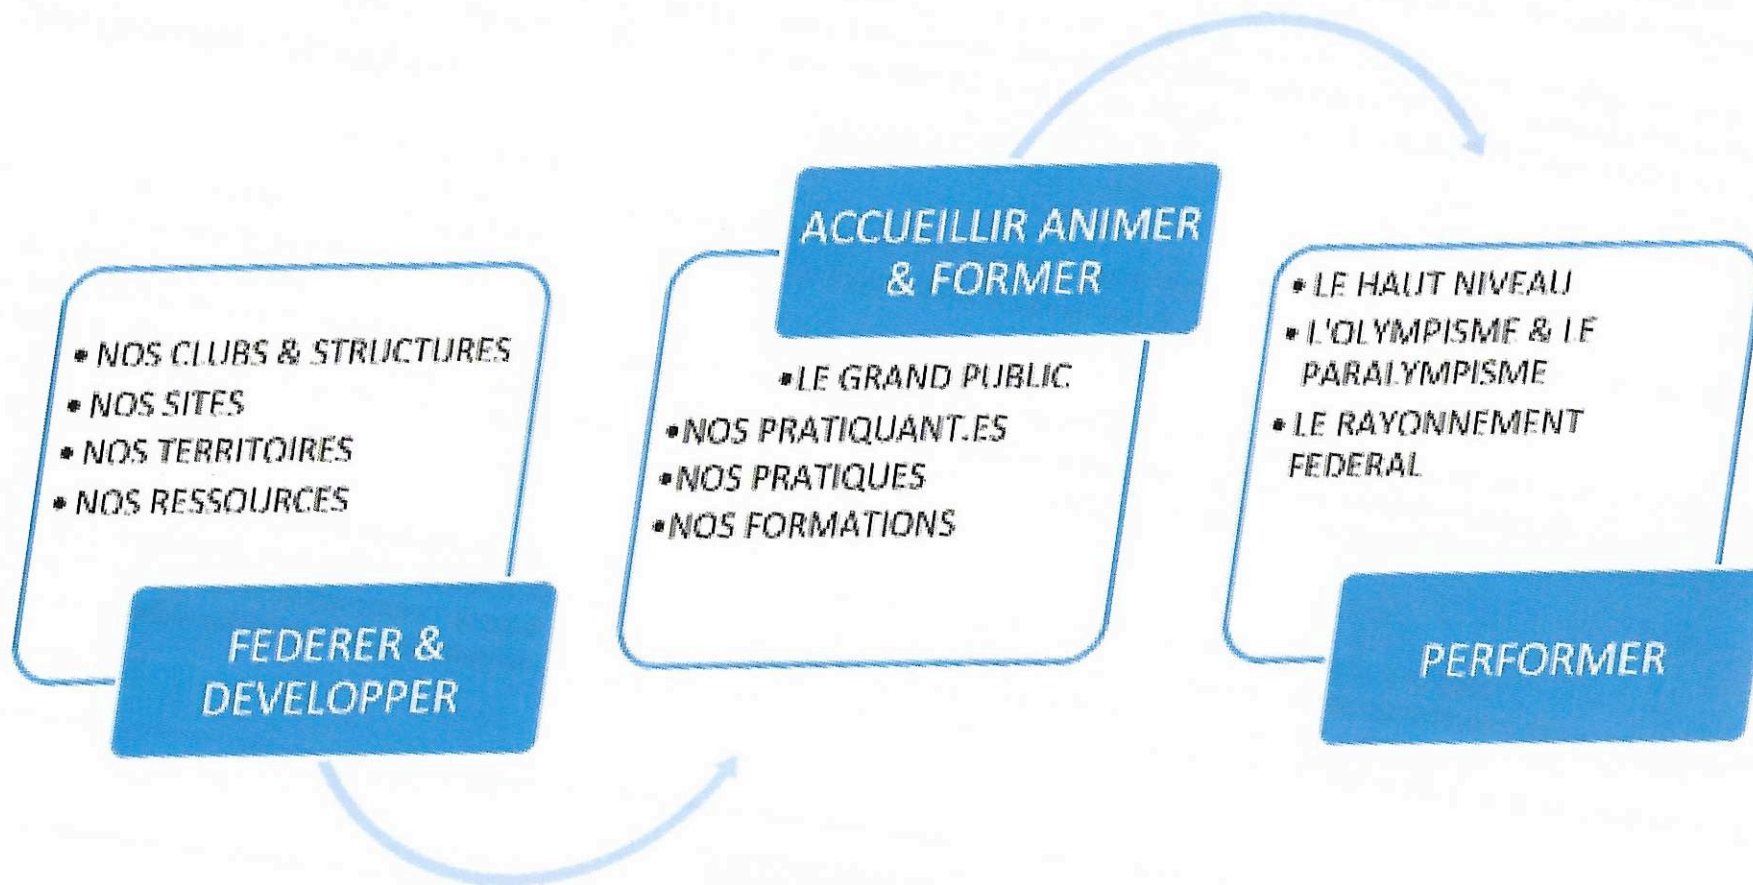 • NOS CLUBS & STRUCTURES
• NOS SITES
• NOS TERRITOIRES
• NOS RESSOURCES
FEDERER &
DEVELOPPER
ACCUEILLIR ANIMER
& FORMER
•LE GRAND PUBLIC
•NOS PRATIQUANT.ES
•NOS PRATIQUES
•NOS FORMATIONS
• LE HAUT NIVEAU
• L'OLYMPISME & LE
PARALYMPISME
• LE RAYONNEMENT
FEDERAL
PERFORMER